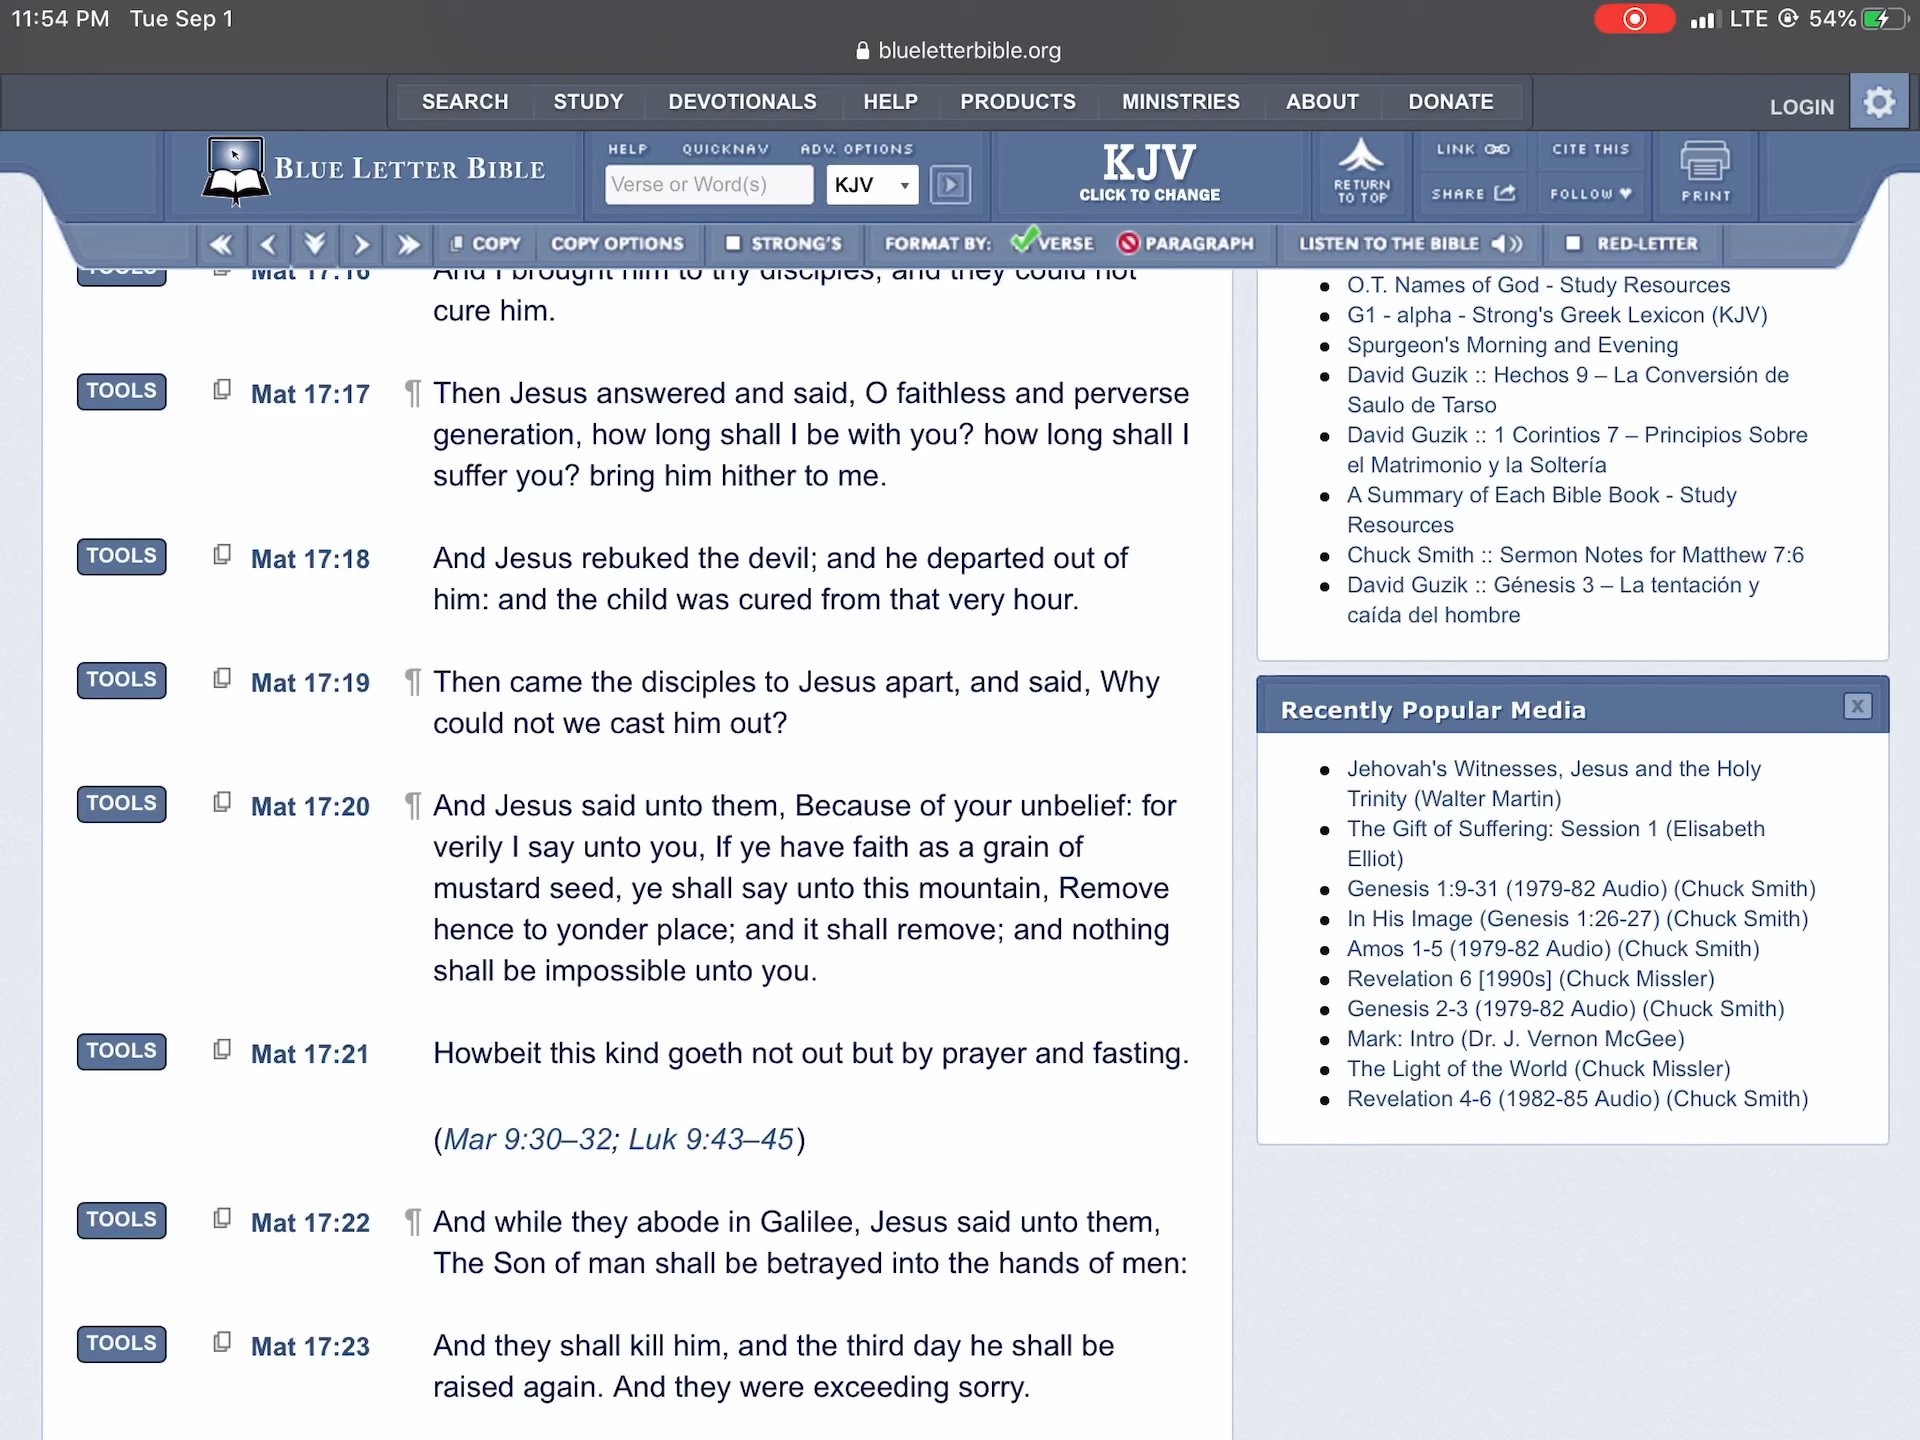 11:54 PM Tue Sep 1
LTE 54%
blueletterbible.org
SEARCH STUDY DEVOTIONALS HELP PRODUCTS MINISTRIES ABOUT DONATE LOGIN
BLUE LETTER BIBLE
HELP QUICKNAV ADV. OPTIONS
Verse or Word(s) KJV
KJV
CLICK TO CHANGE
RETURN
TO TOP
LINK
SHARE
CITE THIS
FOLLOW
PRINT
COPY COPY OPTIONS STRONG'S FORMAT BY: VERSE PARAGRAPH LISTEN TO THE BIBLE RED-LETTER
TOOLS Mat 17:16 And I brought him to thy disciples, and they could not
cure him.
TOOLS Mat 17:17 ¶ Then Jesus answered and said, O faithless and perverse
generation, how long shall I be with you? how long shall I
suffer you? bring him hither to me.
TOOLS Mat 17:18 And Jesus rebuked the devil; and he departed out of
him: and the child was cured from that very hour.
TOOLS Mat 17:19 ¶ Then came the disciples to Jesus apart, and said, Why
could not we cast him out?
TOOLS Mat 17:20 ¶ And Jesus said unto them, Because of your unbelief: for
verily I say unto you, If ye have faith as a grain of
mustard seed, ye shall say unto this mountain, Remove
hence to yonder place; and it shall remove; and nothing
shall be impossible unto you.
TOOLS Mat 17:21 Howbeit this kind goeth not out but by prayer and fasting.
(Mar 9:30–32; Luk 9:43–45)
TOOLS Mat 17:22 ¶ And while they abode in Galilee, Jesus said unto them,
The Son of man shall be betrayed into the hands of men:
TOOLS Mat 17:23 And they shall kill him, and the third day he shall be
raised again. And they were exceeding sorry.
O.T. Names of God - Study Resources
G1 - alpha - Strong's Greek Lexicon (KJV)
Spurgeon's Morning and Evening
David Guzik :: Hechos 9 – La Conversión de
Saulo de Tarso
David Guzik :: 1 Corintios 7 – Principios Sobre
el Matrimonio y la Soltería
A Summary of Each Bible Book - Study
Resources
Chuck Smith :: Sermon Notes for Matthew 7:6
David Guzik :: Génesis 3 – La tentación y
caída del hombre
Recently Popular Media x
Jehovah's Witnesses, Jesus and the Holy
Trinity (Walter Martin)
The Gift of Suffering: Session 1 (Elisabeth
Elliot)
Genesis 1:9-31 (1979-82 Audio) (Chuck Smith)
In His Image (Genesis 1:26-27) (Chuck Smith)
Amos 1-5 (1979-82 Audio) (Chuck Smith)
Revelation 6 [1990s] (Chuck Missler)
Genesis 2-3 (1979-82 Audio) (Chuck Smith)
Mark: Intro (Dr. J. Vernon McGee)
The Light of the World (Chuck Missler)
Revelation 4-6 (1982-85 Audio) (Chuck Smith)